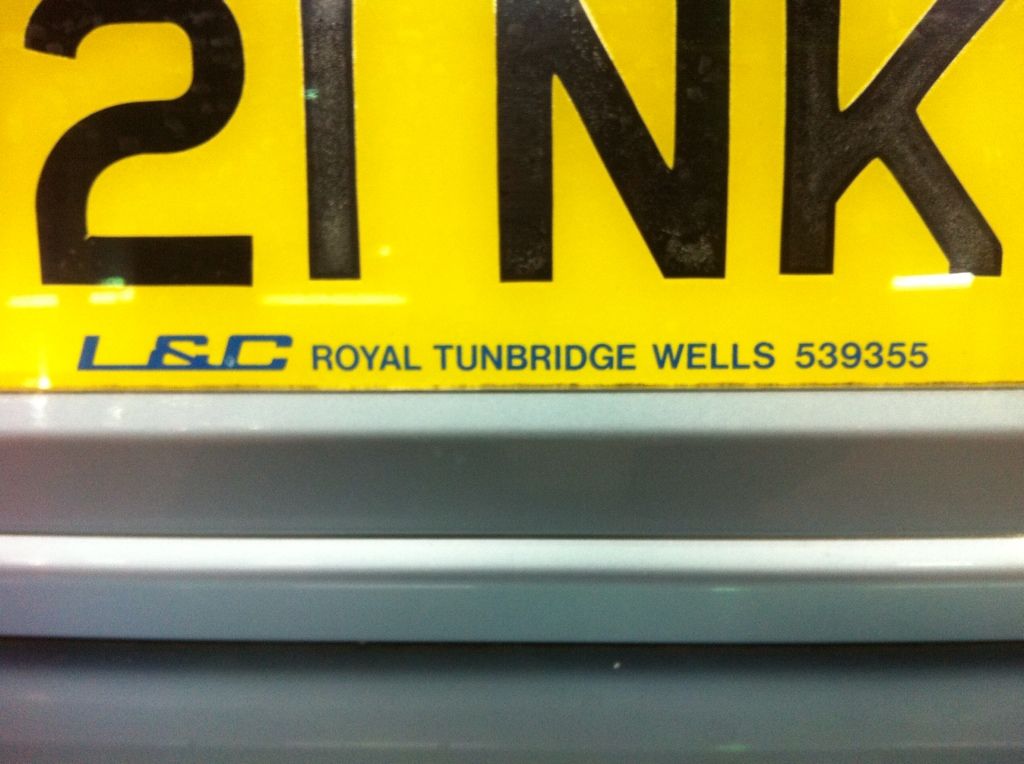 21NK
L&C ROYAL TUNBRIDGE WELLS 539355